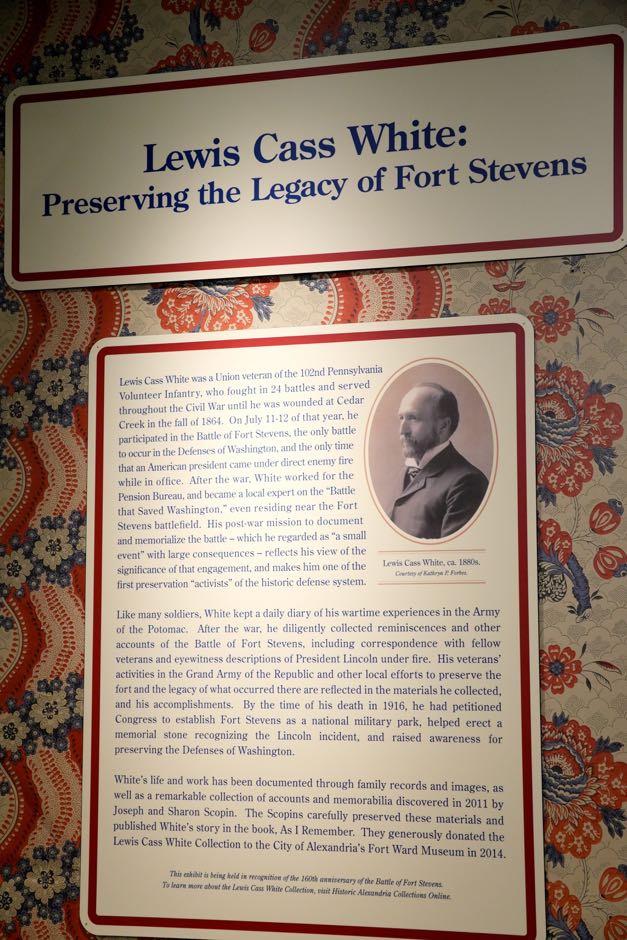 Lewis Cass White:
Preserving the Legacy of Fort Stevens
Lewis Cass White was a Union veteran of the 102nd Pennsylvania
Volunteer Infantry, who fought in 24 battles and served
throughout the Civil War until he was wounded at Cedar
Creek in the fall of 1864. On July 11-12 of that year, he
participated in the Battle of Fort Stevens, the only battle
to occur in the Defenses of Washington, and the only time
that an American president came under direct enemy fire
while in office. After the war, White worked for the
Pension Bureau, and became a local expert on the “Battle
that Saved Washington,” even residing near the Fort
Stevens battlefield. His post-war mission to document
and memorialize the battle – which he regarded as “a small
event” with large consequences – reflects his view of the
significance of that engagement, and makes him one of the
first preservation “activists” of the historic defense system.
Lewis Cass White, ca. 1880s.
Courtesy of Kathryn P. Forbes.
Like many soldiers, White kept a daily diary of his wartime experiences in the Army
of the Potomac. After the war, he diligently collected reminiscences and other
accounts of the Battle of Fort Stevens, including correspondence with fellow
veterans and eyewitness descriptions of President Lincoln under fire. His veterans’
activities in the Grand Army of the Republic and other local efforts to preserve the
fort and the legacy of what occurred there are reflected in the materials he collected,
and his accomplishments. By the time of his death in 1916, he had petitioned
Congress to establish Fort Stevens as a national military park, helped erect a
memorial stone recognizing the Lincoln incident, and raised awareness for
preserving the Defenses of Washington.
White’s life and work has been documented through family records and images, as
well as a remarkable collection of accounts and memorabilia discovered in 2011 by
Joseph and Sharon Scopin. The Scopins carefully preserved these materials and
published White’s story in the book, As I Remember. They generously donated the
Lewis Cass White Collection to the City of Alexandria’s Fort Ward Museum in 2014.
This exhibit is being held in recognition of the 160th anniversary of the Battle of Fort Stevens.
To learn more about the Lewis Cass White Collection, visit Historic Alexandria Collections Online.